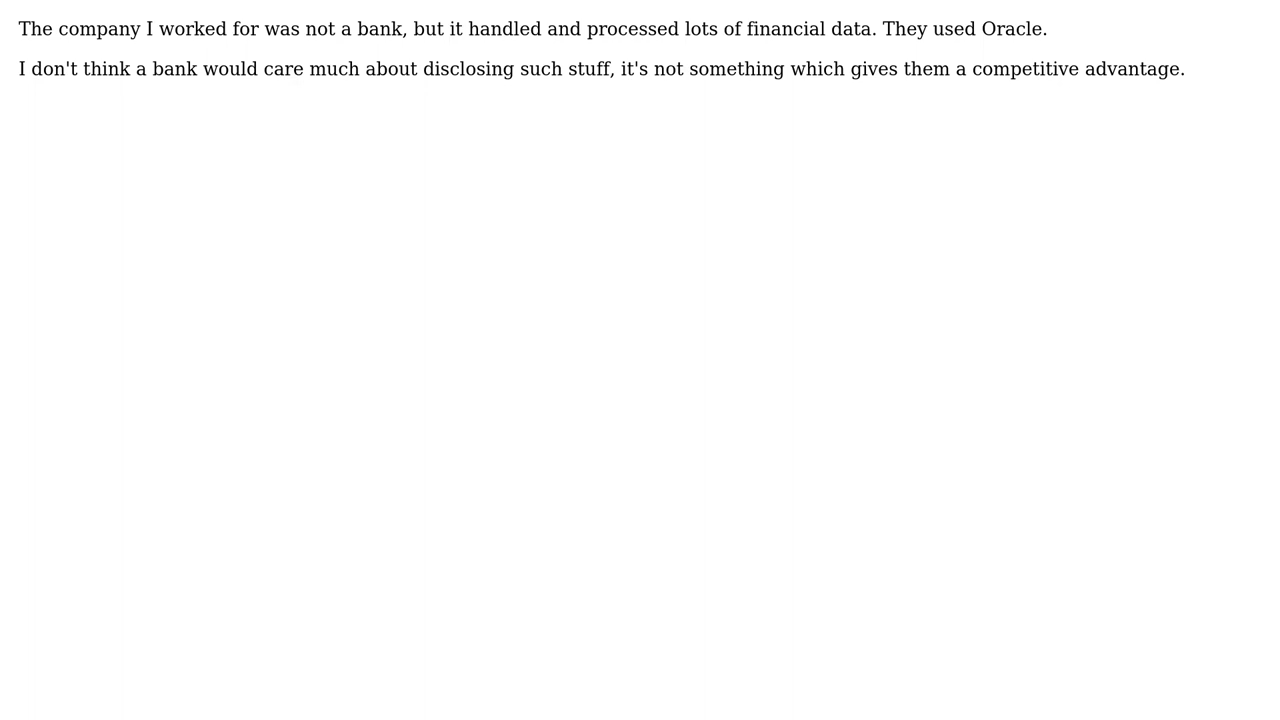 The company I worked for was not a bank, but it handled and processed lots of financial data. They used Oracle.
I don't think a bank would care much about disclosing such stuff, it's not something which gives them a competitive advantage.